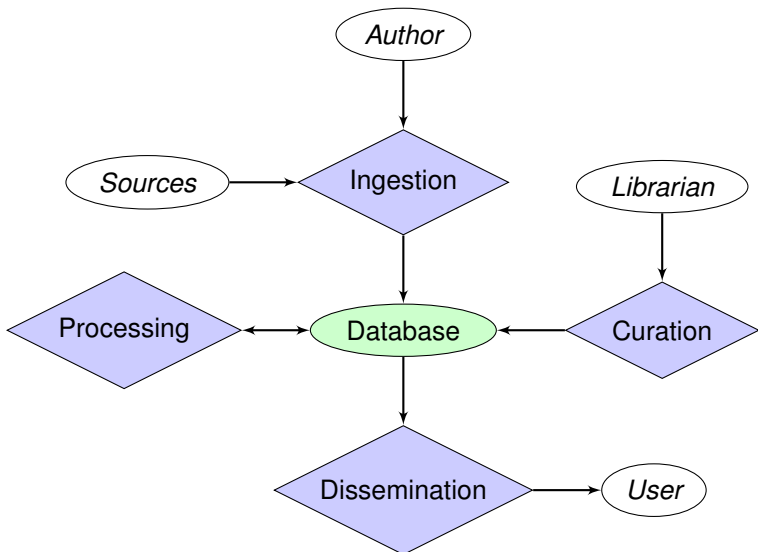 Author
Sources
Ingestion
Librarian
Processing
Database
Curation
Dissemination
User